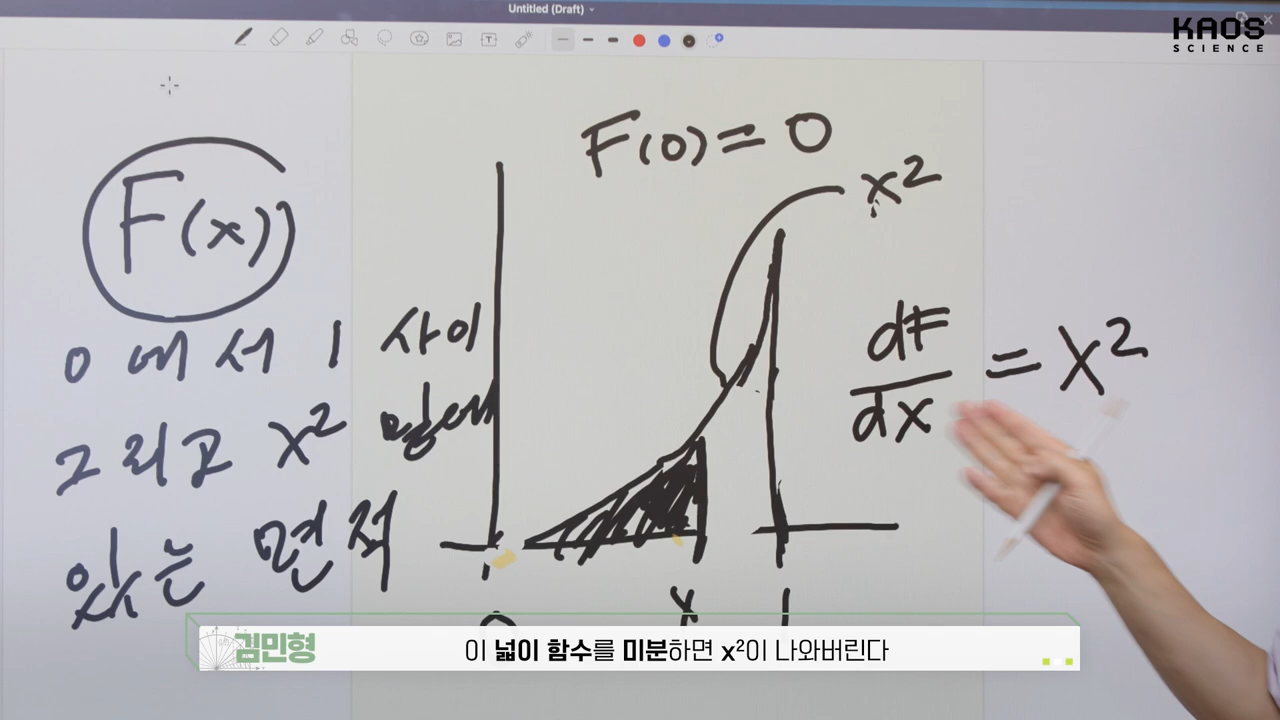 Untitled (Draft)
KAOS
SCIENCE
F(0) = 0
x²
F(x)
0에서 1 사이
그리고 x² 밑에
있는 면적
dF/dx = x²
0 x 1
김민형
이 넓이 함수를 미분하면 x²이 나와버린다